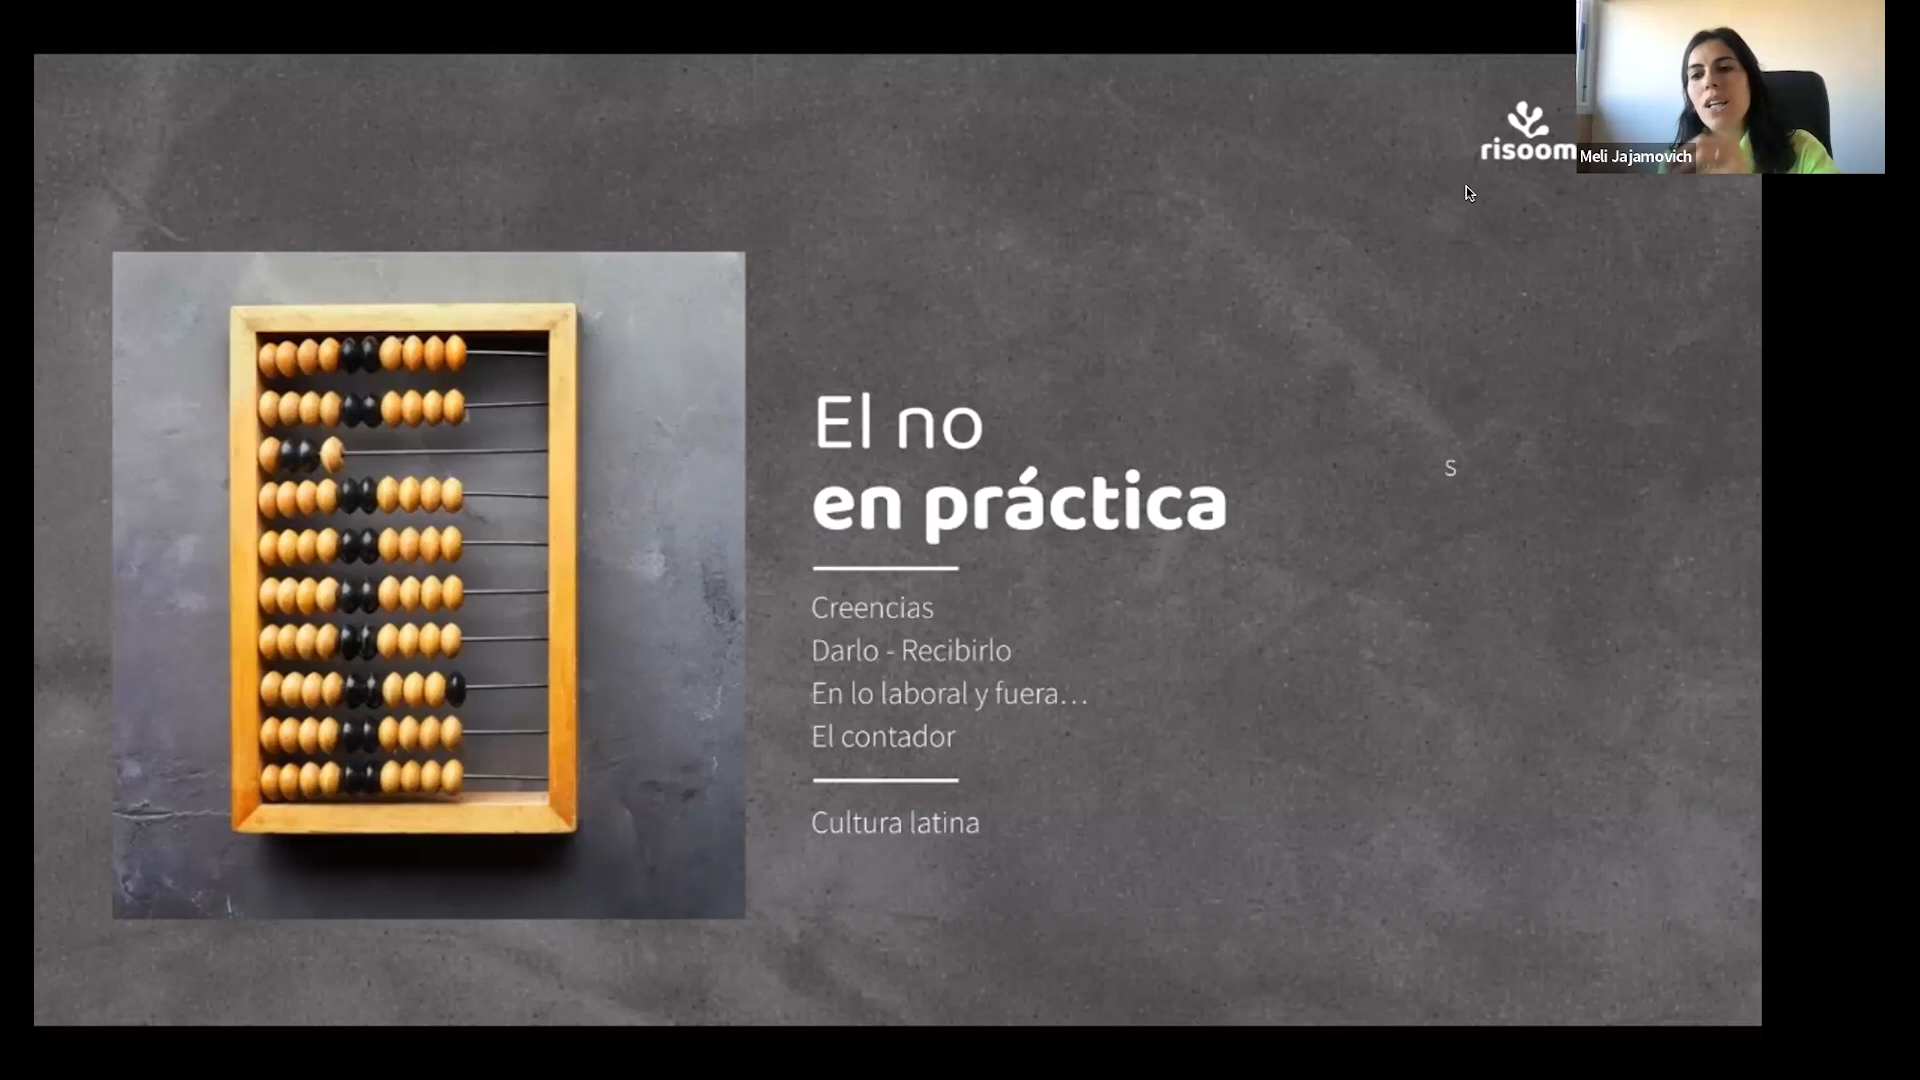 risoom
Meli Jajamovich
El no
en práctica
s
Creencias
Darlo - Recibirlo
En lo laboral y fuera...
El contador
Cultura latina